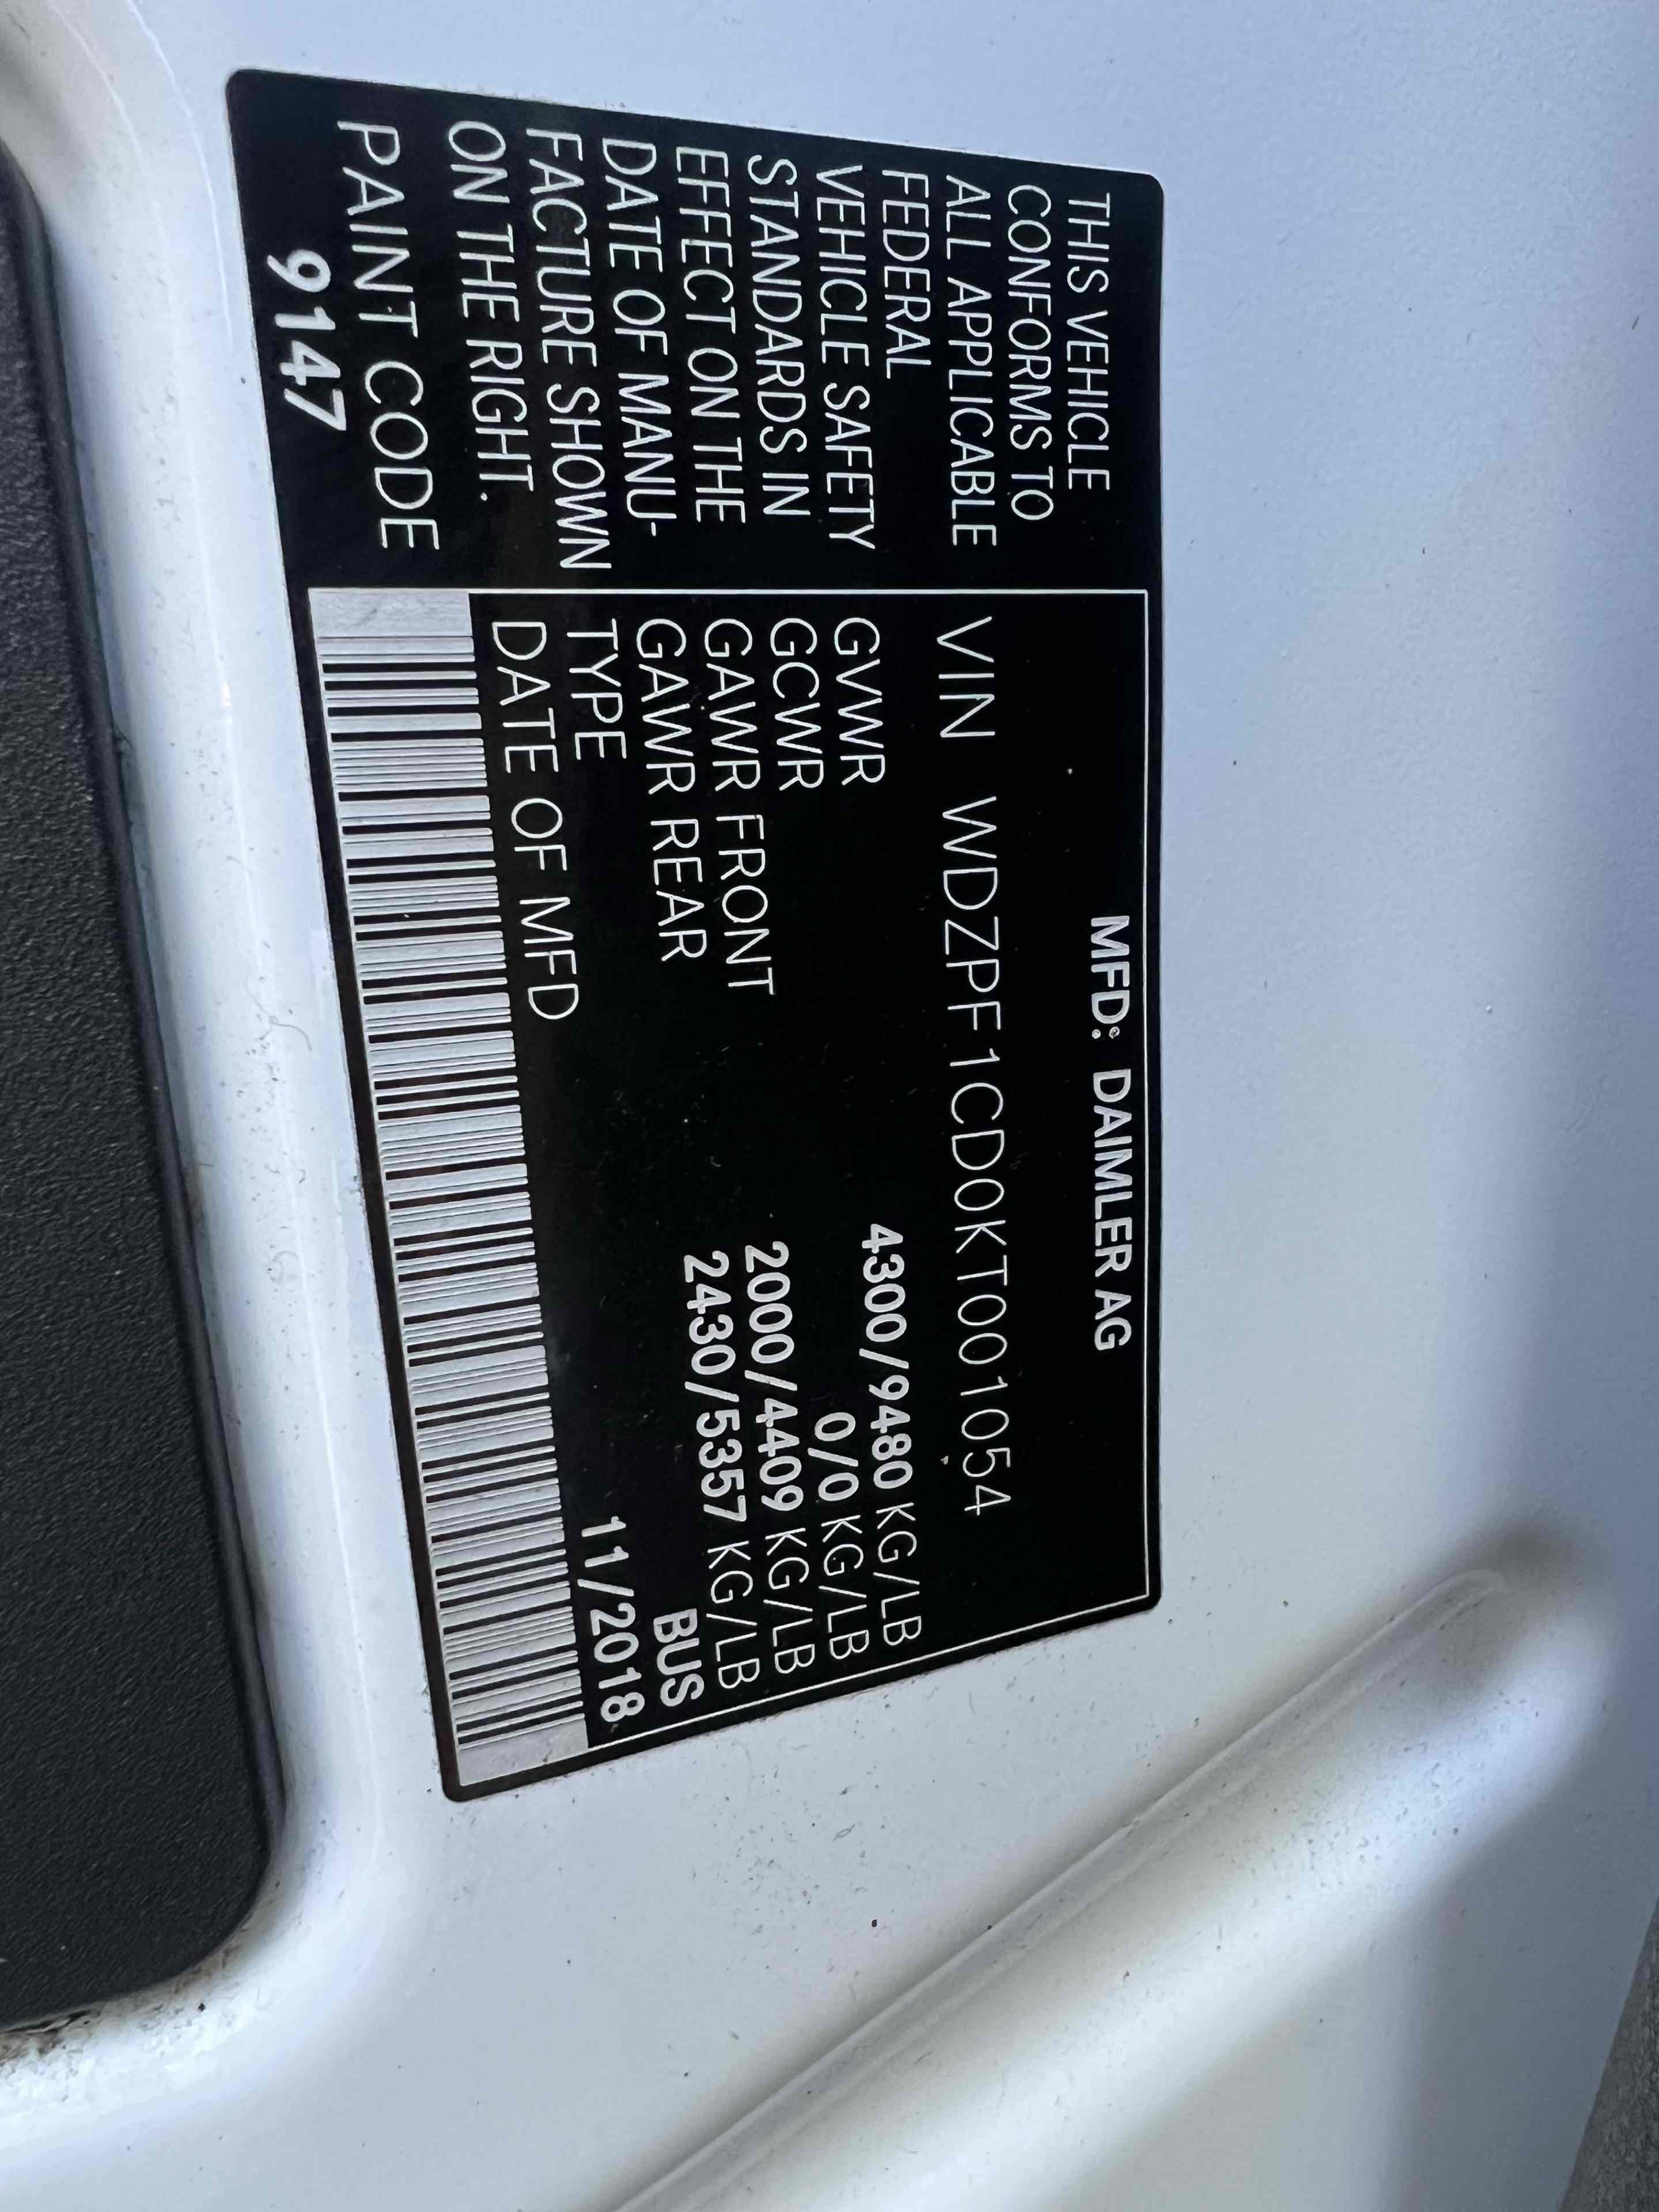 THIS VEHICLE
CONFORMS TO
ALL APPLICABLE
FEDERAL
VEHICLE SAFETY
STANDARDS IN
EFFECT ON THE
DATE OF MANU-
FACTURE SHOWN
ON THE RIGHT.
PAINT CODE
9147
MFD: DAIMLER AG
VIN WDZPF1CD0KT001054
GVWR 4300/9480 KG/LB
GCWR 0/0 KG/LB
GAWR FRONT 2000/4409 KG/LB
GAWR REAR 2430/5357 KG/LB
TYPE BUS
DATE OF MFD 11/2018